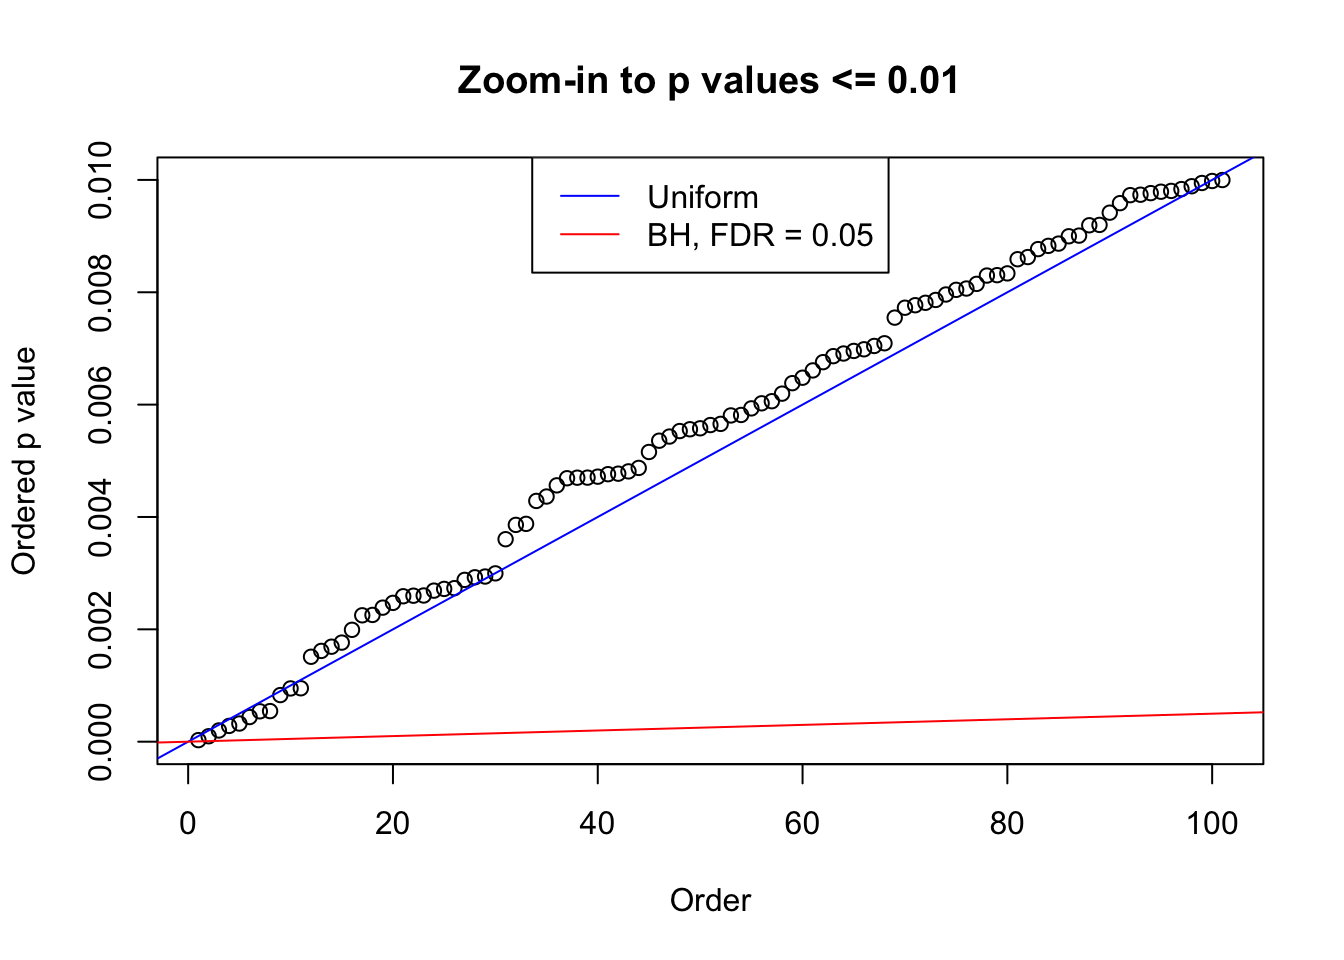 Zoom-in to p values <= 0.01
Uniform
BH, FDR = 0.05
Ordered p value
0.010
0.008
0.006
0.004
0.002
0.000
0 20 40 60 80 100
Order